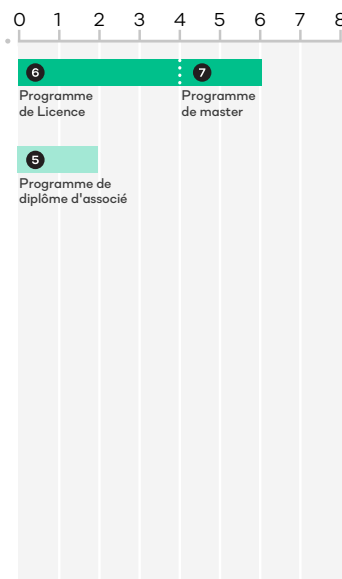 0 1 2 3 4 5 6 7 8
6 7
Programme Programme
de Licence de master
5
Programme de
diplôme d'associé